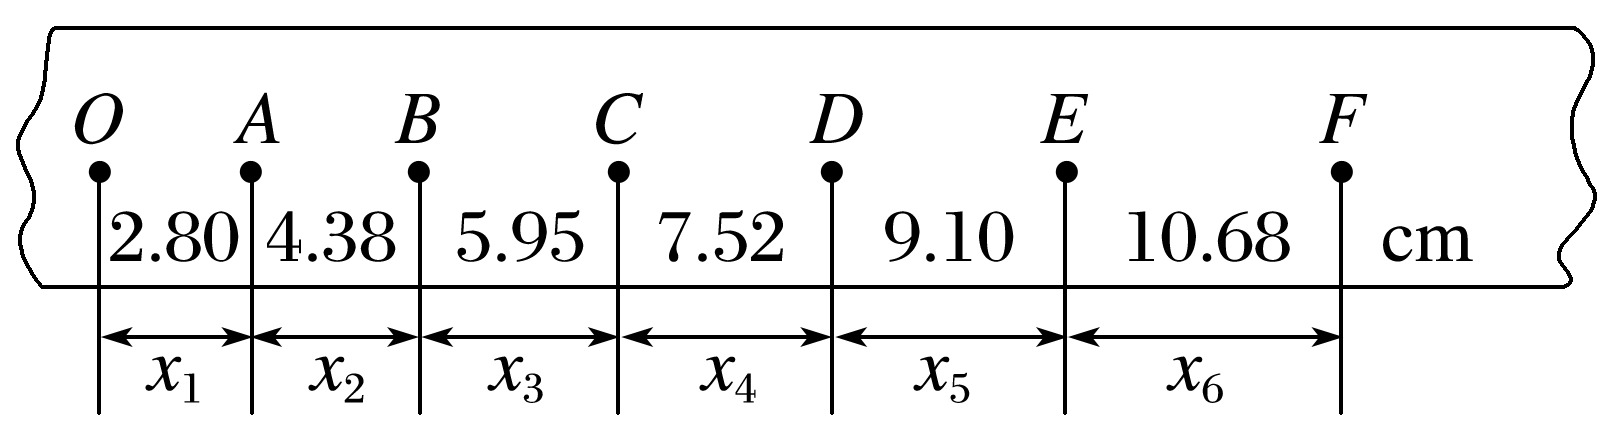 O A B C D E F
2.80 4.38 5.95 7.52 9.10 10.68 cm
x₁ x₂ x₃ x₄ x₅ x₆